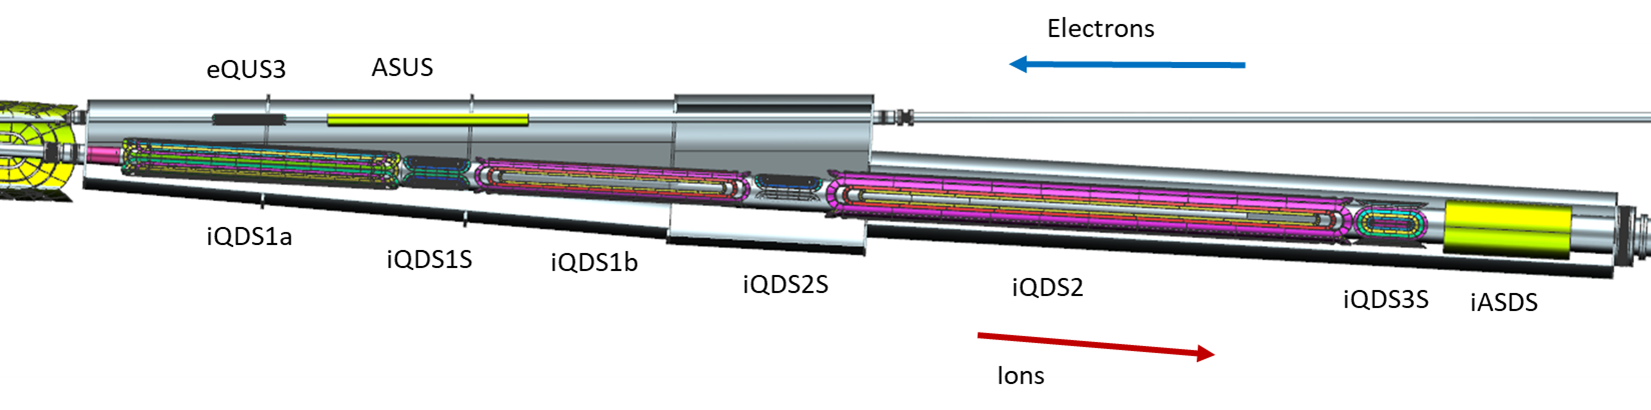 Electrons
eQUS3
ASUS
iQDS1a
iQDS1S
iQDS1b
iQDS2S
iQDS2
iQDS3S
iASDS
Ions